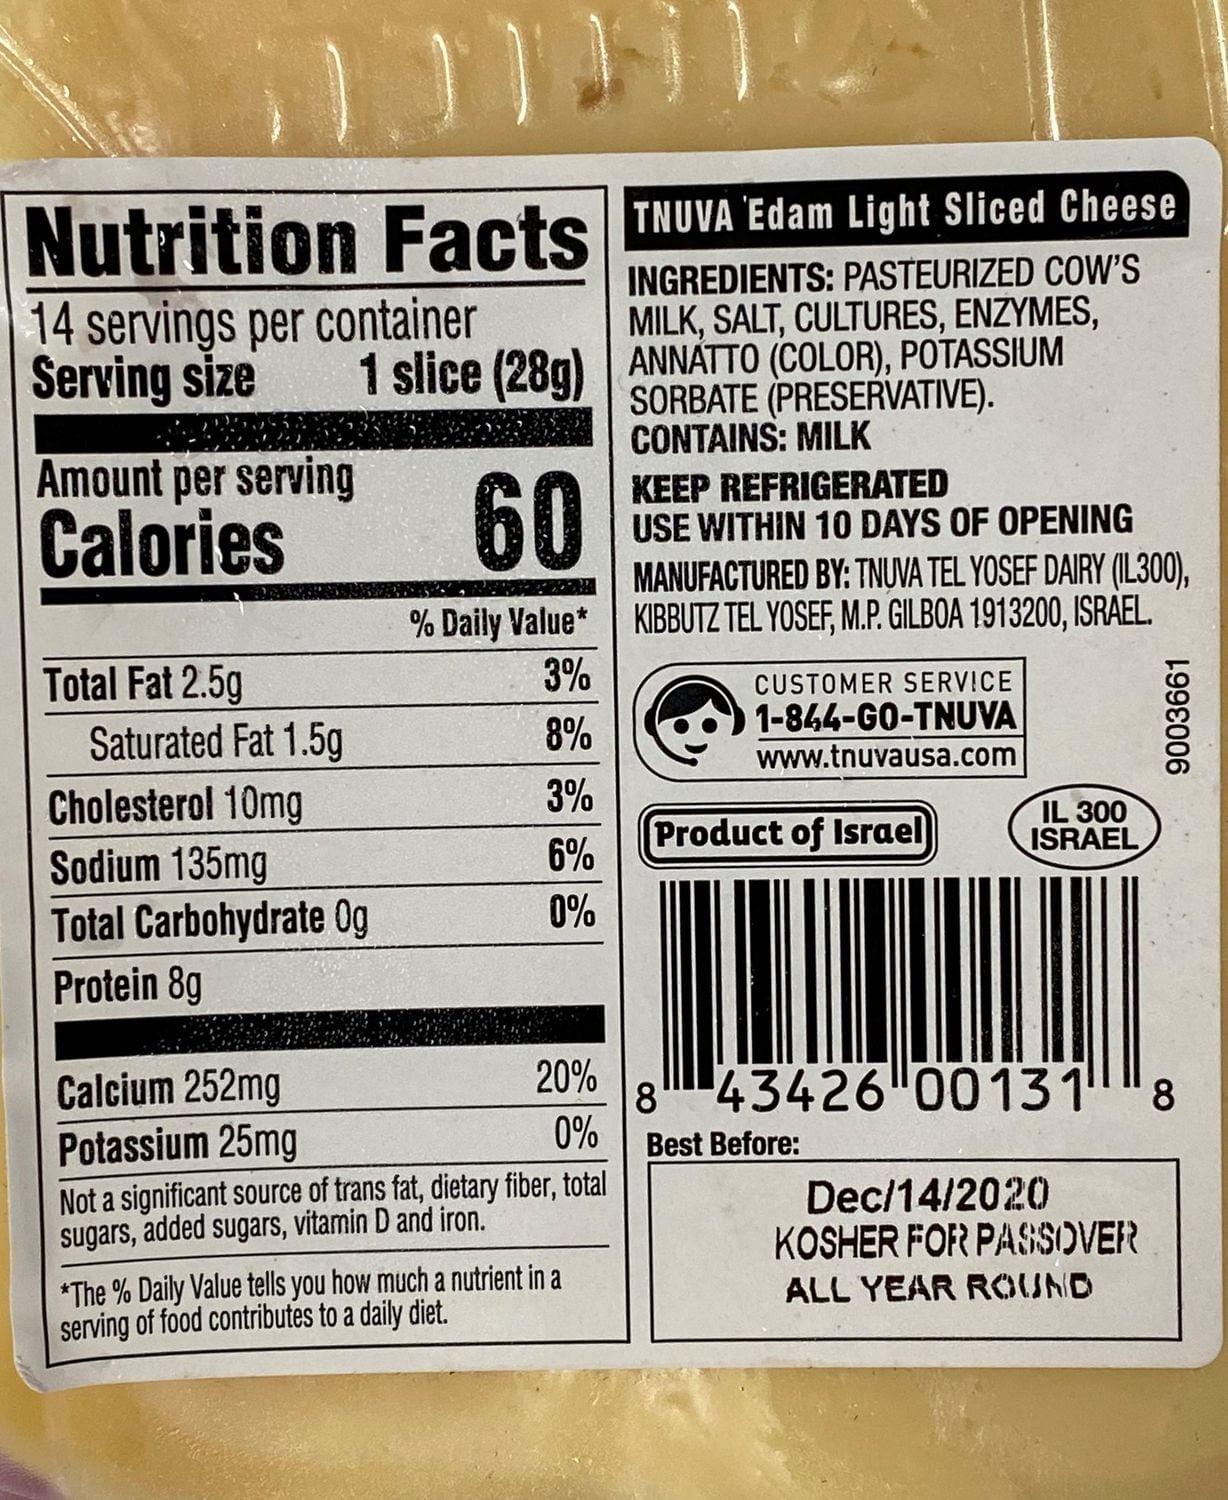 Nutrition Facts
14 servings per container
Serving size 1 slice (28g)
Amount per serving
Calories 60
% Daily Value*
Total Fat 2.5g 3%
Saturated Fat 1.5g 8%
Cholesterol 10mg 3%
Sodium 135mg 6%
Total Carbohydrate 0g 0%
Protein 8g
Calcium 252mg 20%
Potassium 25mg 0%
Not a significant source of trans fat, dietary fiber, total
sugars, added sugars, vitamin D and iron.
*The % Daily Value tells you how much a nutrient in a
serving of food contributes to a daily diet.
TNUVA 'Edam Light Sliced Cheese
INGREDIENTS: PASTEURIZED COW'S
MILK, SALT, CULTURES, ENZYMES,
ANNATTO (COLOR), POTASSIUM
SORBATE (PRESERVATIVE).
CONTAINS: MILK
KEEP REFRIGERATED
USE WITHIN 10 DAYS OF OPENING
MANUFACTURED BY: TNUVA TEL YOSEF DAIRY (IL300),
KIBBUTZ TEL YOSEF, M.P. GILBOA 1913200, ISRAEL.
CUSTOMER SERVICE
1-844-GO-TNUVA
www.tnuvausa.com
9003661
Product of Israel
IL 300
ISRAEL
8 43426 00131 8
Best Before:
Dec/14/2020
KOSHER FOR PASSOVER
ALL YEAR ROUND